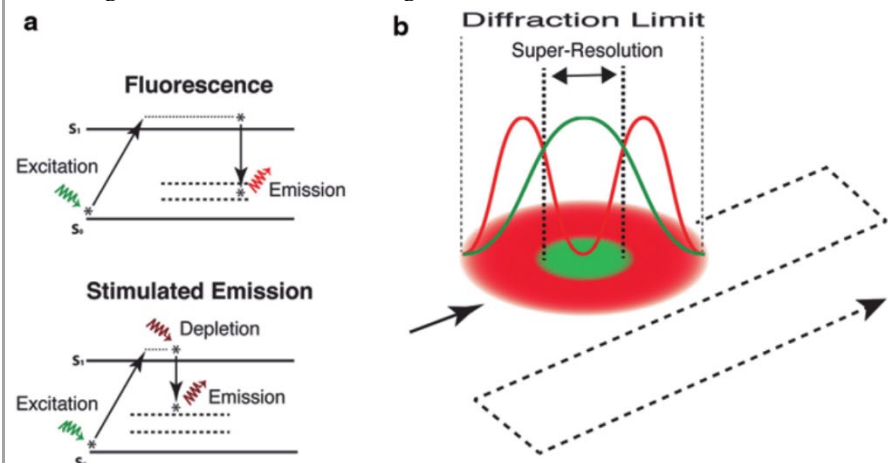 a
Fluorescence
S₁
Excitation
Emission
S₀
Stimulated Emission
Depletion
S₁
Emission
Excitation
b
Diffraction Limit
Super-Resolution